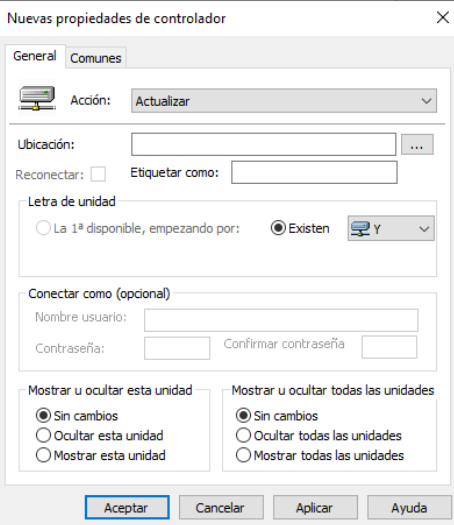 Nuevas propiedades de controlador
General Comunes
Acción: Actualizar
Ubicación: ...
Reconectar: Etiquetar como:
Letra de unidad
La 1ª disponible, empezando por: Existen Y
Conectar como (opcional)
Nombre usuario:
Contraseña: Confirmar contraseña
Mostrar u ocultar esta unidad
Sin cambios
Ocultar esta unidad
Mostrar esta unidad
Mostrar u ocultar todas las unidades
Sin cambios
Ocultar todas las unidades
Mostrar todas las unidades
Aceptar Cancelar Aplicar Ayuda